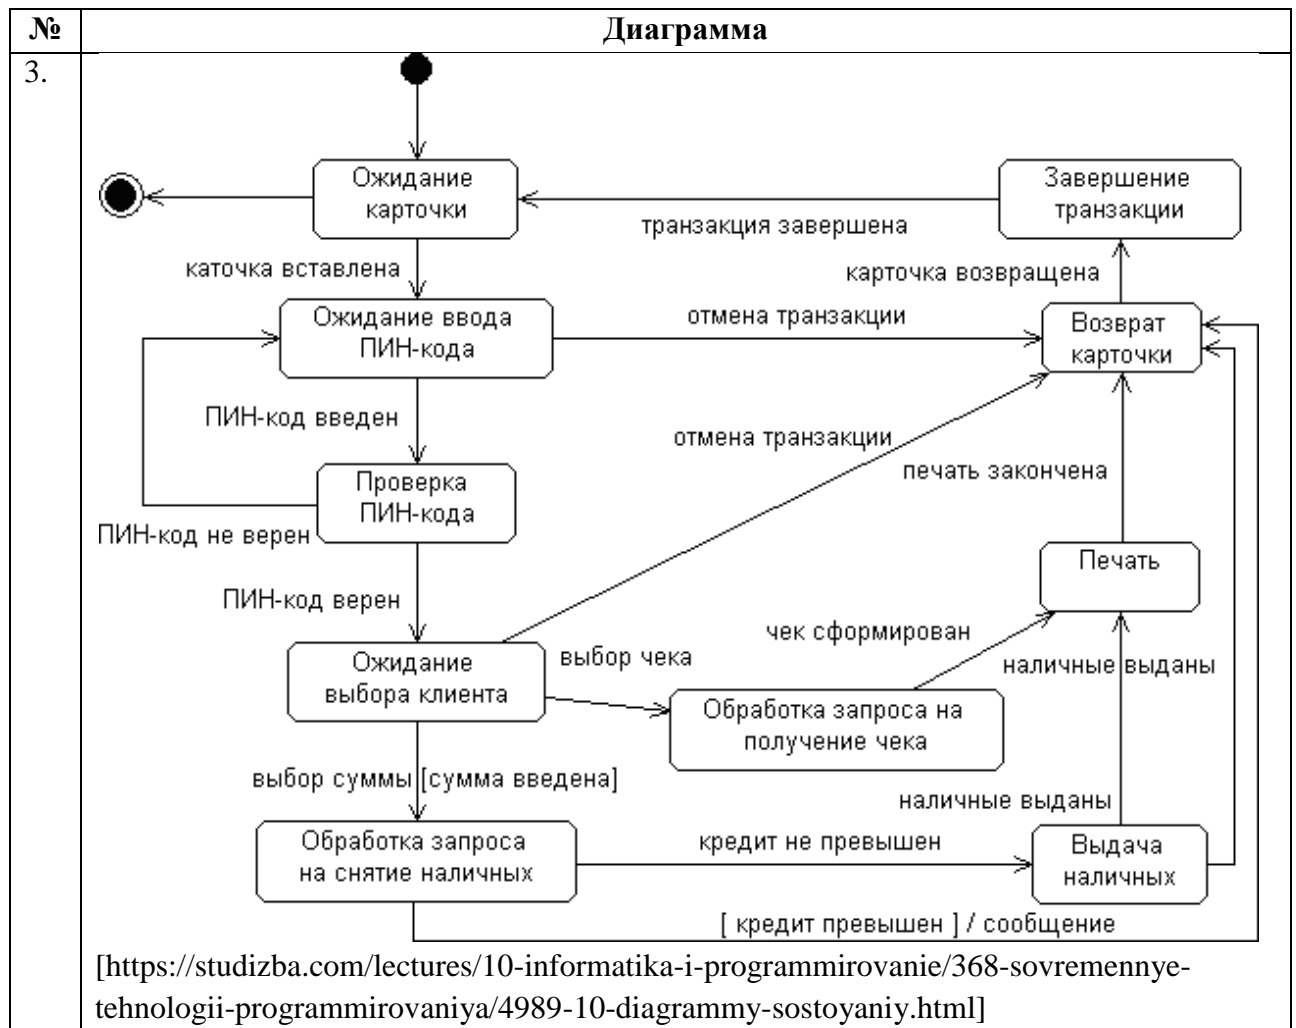 №
Диаграмма
3.
Ожидание
карточки
Завершение
транзакции
транзакция завершена
каточка вставлена
карточка возвращена
Ожидание ввода
ПИН-кода
отмена транзакции
Возврат
карточки
ПИН-код введен
отмена транзакции
печать закончена
Проверка
ПИН-кода
ПИН-код не верен
Печать
ПИН-код верен
чек сформирован
Ожидание
выбора клиента
выбор чека
наличные выданы
Обработка запроса на
получение чека
выбор суммы [сумма введена]
наличные выданы
Обработка запроса
на снятие наличных
кредит не превышен
Выдача
наличных
[ кредит превышен ] / сообщение
[https://studizba.com/lectures/10-informatika-i-programmirovanie/368-sovremennye-
tehnologii-programmirovaniya/4989-10-diagrammy-sostoyaniy.html]